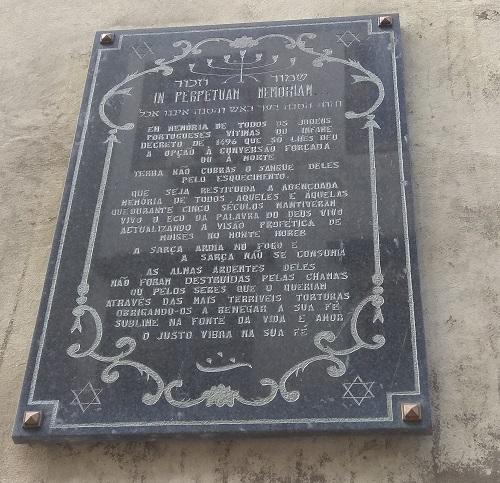 שמור וזכור
IN PERPETUAN MEMORIAM
EM MEMÓRIA DE TODOS OS JUDEUS
PORTUGUESES VÍTIMAS DO INFAME
DECRETO DE 1496 QUE SÓ LHES DEU
A OPÇÃO À CONVERSÃO FORÇADA
OU À MORTE
TERRA NÃO CUBRAS O SANGUE DELES
PELO ESQUECIMENTO.
QUE SEJA RESTITUIDA A ABENÇOADA
MEMÓRIA DE TODOS AQUELES E AQUELAS
QUE DURANTE CINCO SÉCULOS MANTIVERAM
VIVO O ECO DA PALAVRA DO DEUS VIVO
ACTUALIZANDO A VISÃO PROFÉTICA DE
MOISES NO MONTE HOREB
A SARÇA ARDIA NO FOGO E
A SARÇA NÃO SE CONSUMIA
AS ALMAS ARDENTES DELES
NÃO FORAM DESTRUÍDAS PELAS CHAMAS
OU PELOS SERES QUE O QUERIAM
ATRAVÉS DAS MAIS TERRÍVEIS TORTURAS
OBRIGANDO-OS A RENEGAR A SUA FÉ
SUBLIME NA FONTE DA VIDA E AMOR
O JUSTO VIBRA NA SUA FÉ